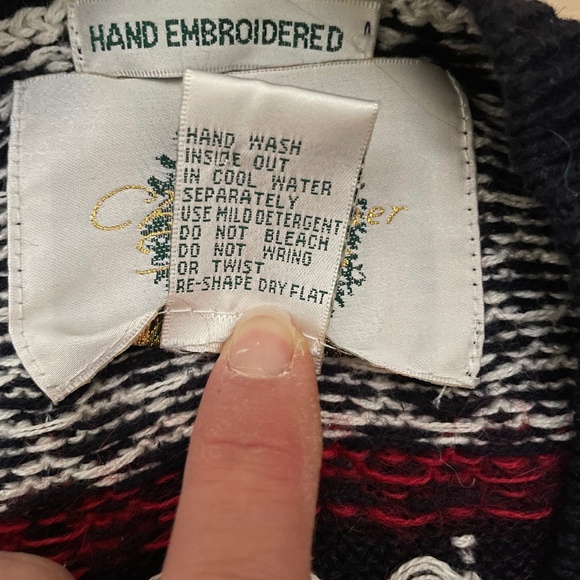 HAND EMBROIDERED
HAND WASH
INSIDE OUT
IN COOL WATER
SEPARATELY
USE MILD DETERGENT
DO NOT BLEACH
DO NOT WRING
OR TWIST
RE-SHAPE DRY FLAT